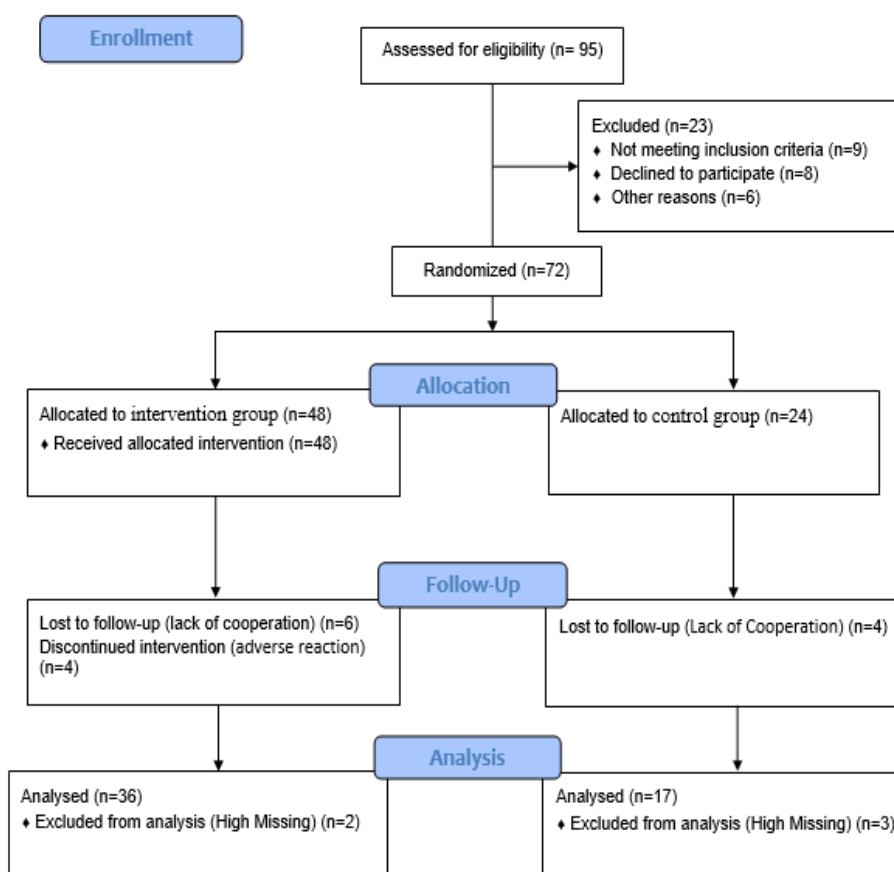 Enrollment
Assessed for eligibility (n= 95)
Excluded (n=23)
♦ Not meeting inclusion criteria (n=9)
♦ Declined to participate (n=8)
♦ Other reasons (n=6)
Randomized (n=72)
Allocation
Allocated to intervention group (n=48)
♦ Received allocated intervention (n=48)
Allocated to control group (n=24)
Follow-Up
Lost to follow-up (lack of cooperation) (n=6)
Discontinued intervention (adverse reaction)
(n=4)
Lost to follow-up (Lack of Cooperation) (n=4)
Analysis
Analysed (n=36)
♦ Excluded from analysis (High Missing) (n=2)
Analysed (n=17)
♦ Excluded from analysis (High Missing) (n=3)